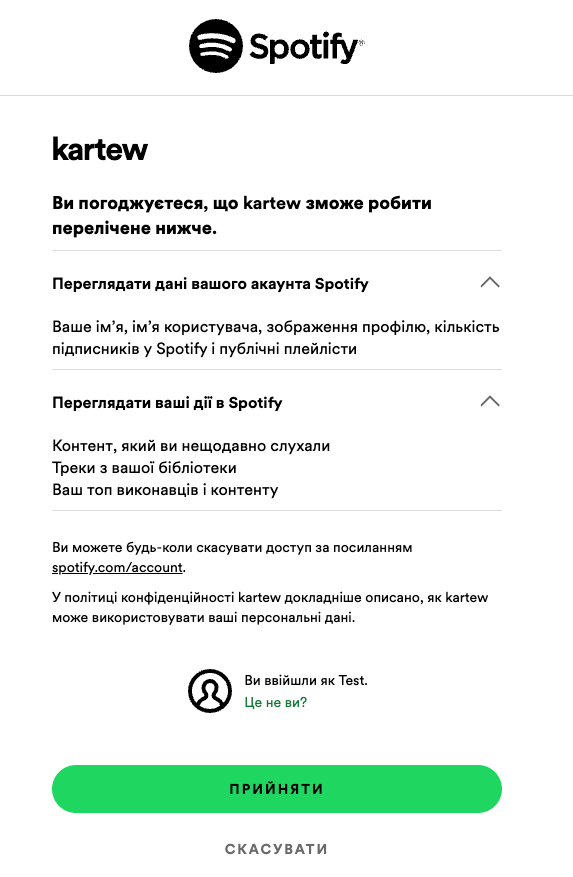 Spotify®
kartew
Ви погоджуєтеся, що kartew зможе робити
перелічене нижче.
Переглядати дані вашого акаунта Spotify
Ваше ім’я, ім’я користувача, зображення профілю, кількість
підписників у Spotify і публічні плейлісти
Переглядати ваші дії в Spotify
Контент, який ви нещодавно слухали
Треки з вашої бібліотеки
Ваш топ виконавців і контенту
Ви можете будь-коли скасувати доступ за посиланням
spotify.com/account.
У політиці конфіденційності kartew докладніше описано, як kartew
може використовувати ваші персональні дані.
Ви ввійшли як Test.
Це не ви?
ПРИЙНЯТИ
СКАСУВАТИ